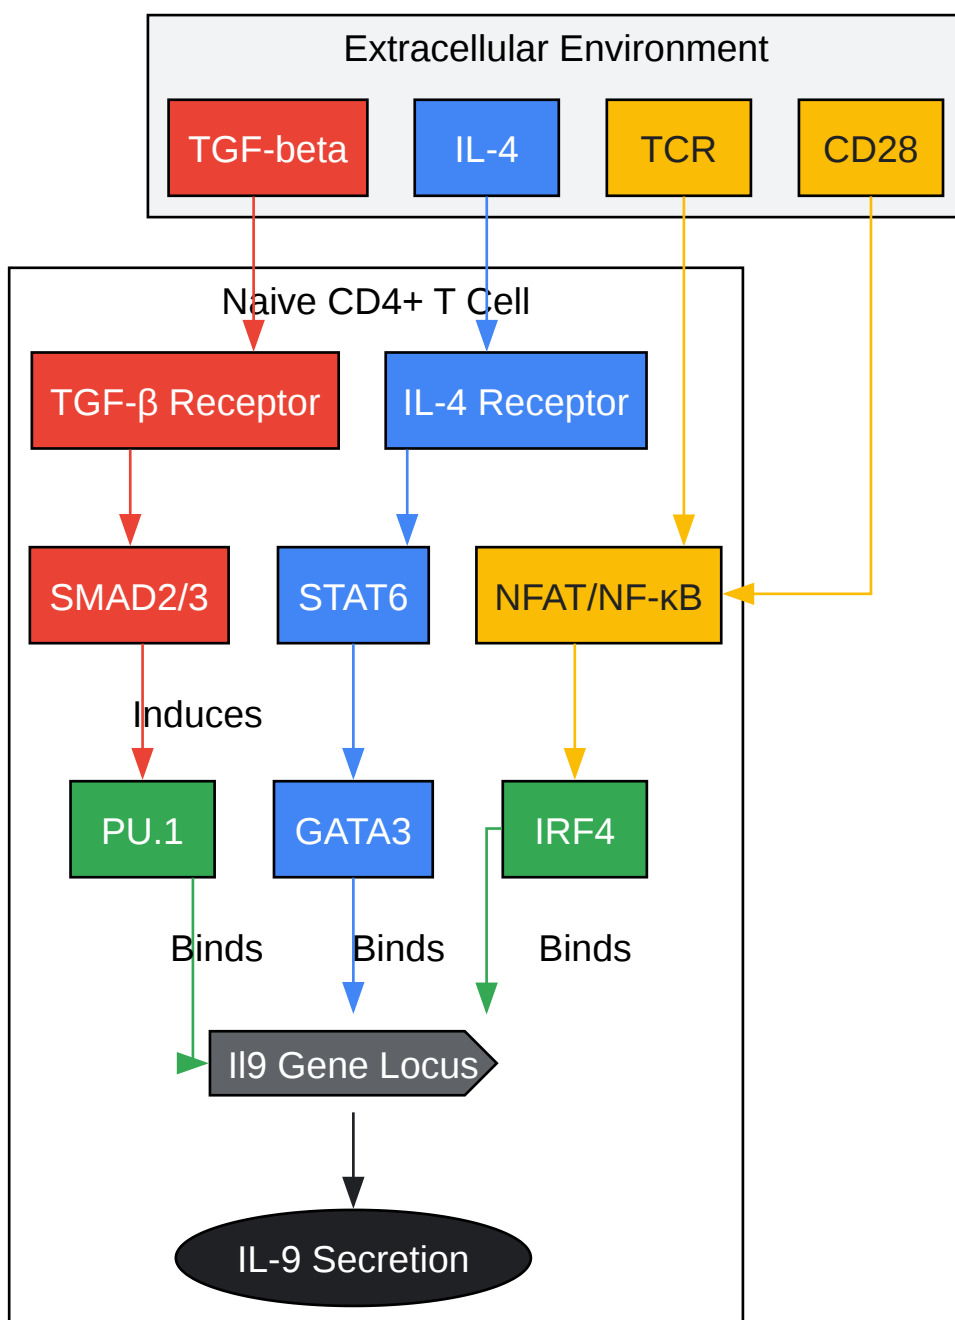 Extracellular Environment
TGF-beta
IL-4
TCR
CD28
Naive CD4+ T Cell
TGF-β Receptor
IL-4 Receptor
SMAD2/3
STAT6
NFAT/NF-κB
Induces
PU.1
GATA3
IRF4
Binds
Binds
Binds
Il9 Gene Locus
IL-9 Secretion